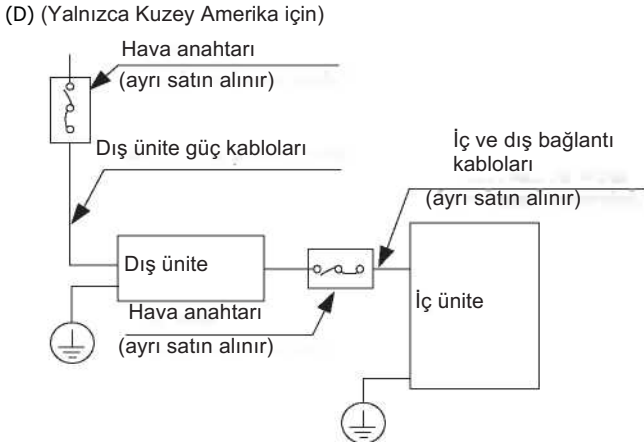 (D) (Yalnızca Kuzey Amerika için)
Hava anahtarı
(ayrı satın alınır)
Dış ünite güç kabloları
İç ve dış bağlantı
kabloları
(ayrı satın alınır)
Dış ünite
İç ünite
Hava anahtarı
(ayrı satın alınır)